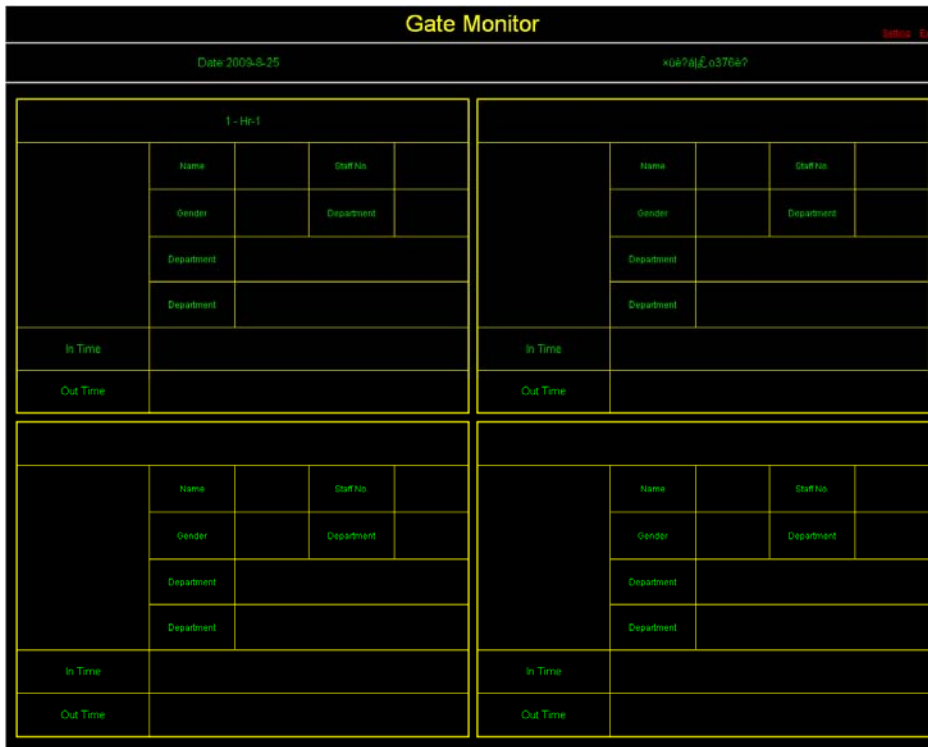 Gate Monitor
Setting
Date:2009-8-25
1 - Hr-1
Name Staff No. Name Staff No.
Gender Department Gender Department
Department Department
Department Department
In Time In Time
Out Time Out Time
Name Staff No. Name Staff No.
Gender Department Gender Department
Department Department
Department Department
In Time In Time
Out Time Out Time